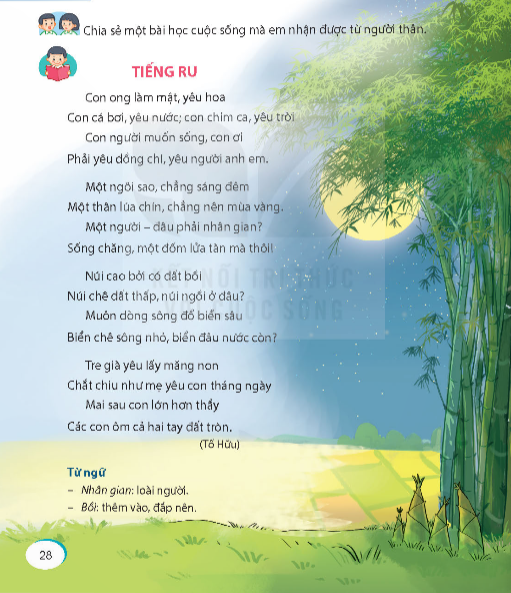 Chia sẻ một bài học cuộc sống mà em nhận được từ người thân.
TIẾNG RU
Con ong làm mật, yêu hoa
Con cá bơi, yêu nước; con chim ca, yêu trời
Con người muốn sống, con ơi
Phải yêu đồng chí, yêu người anh em.
Một ngôi sao, chẳng sáng đêm
Một thân lúa chín, chẳng nên mùa vàng.
Một người – đâu phải nhân gian?
Sống chăng, một đốm lửa tàn mà thôi!
Núi cao bởi có đất bồi
Núi chê đất thấp, núi ngồi ở đâu?
Muôn dòng sông đổ biển sâu
Biển chê sông nhỏ, biển đâu nước còn?
Tre già yêu lấy măng non
Chắt chiu như mẹ yêu con tháng ngày
Mai sau con lớn hơn thầy
Các con ôm cả hai tay đất tròn.
(Tố Hữu)
Từ ngữ
– Nhân gian: loài người.
– Bồi: thêm vào, đắp nên.
28
KẾT NỐI TRI THỨC
VỚI CUỘC SỐNG